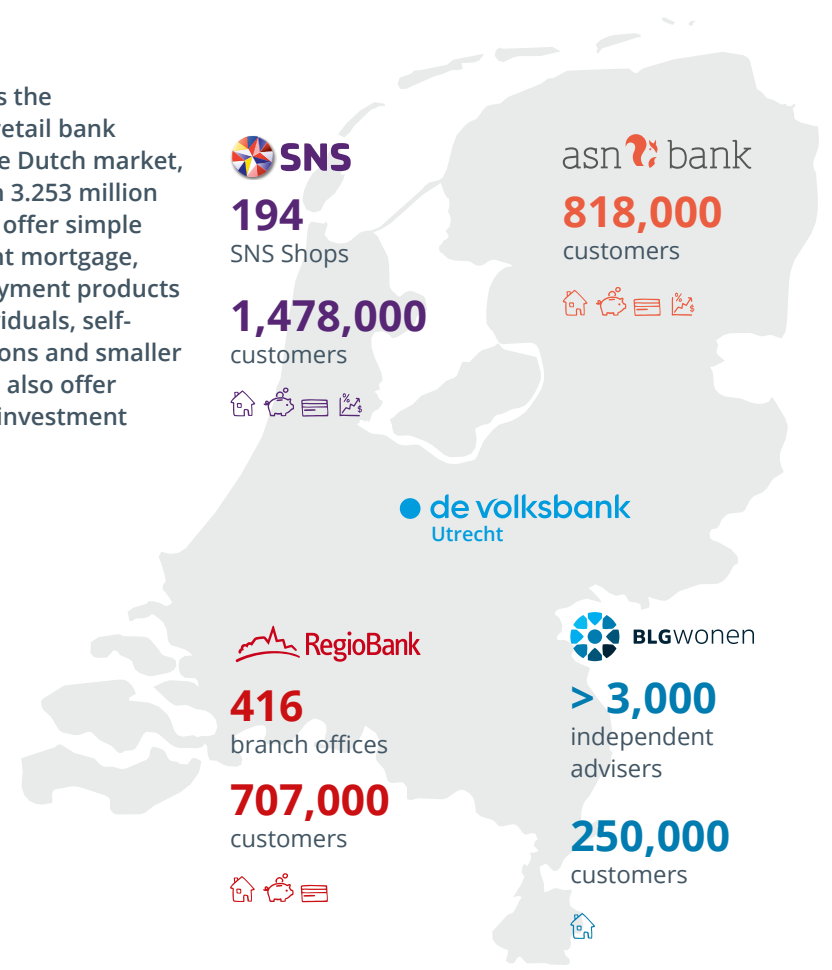 s the
retail bank
e Dutch market,
n 3.253 million
offer simple
nt mortgage,
yment products
iduals, self-
ons and smaller
also offer
investment
SNS
194
SNS Shops
1,478,000
customers
asn bank
818,000
customers
de volksbank
Utrecht
RegioBank
416
branch offices
707,000
customers
BLGWONEN
> 3,000
independent
advisers
250,000
customers